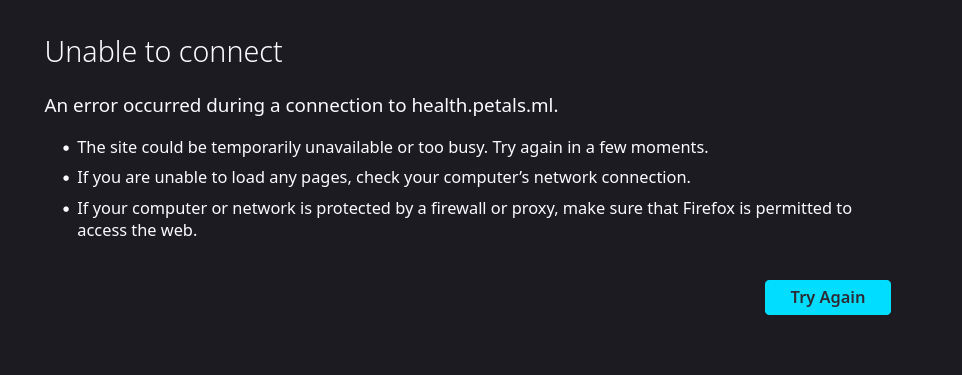 Unable to connect
An error occurred during a connection to health.petals.ml.
• The site could be temporarily unavailable or too busy. Try again in a few moments.
• If you are unable to load any pages, check your computer’s network connection.
• If your computer or network is protected by a firewall or proxy, make sure that Firefox is permitted to
access the web.
Try Again